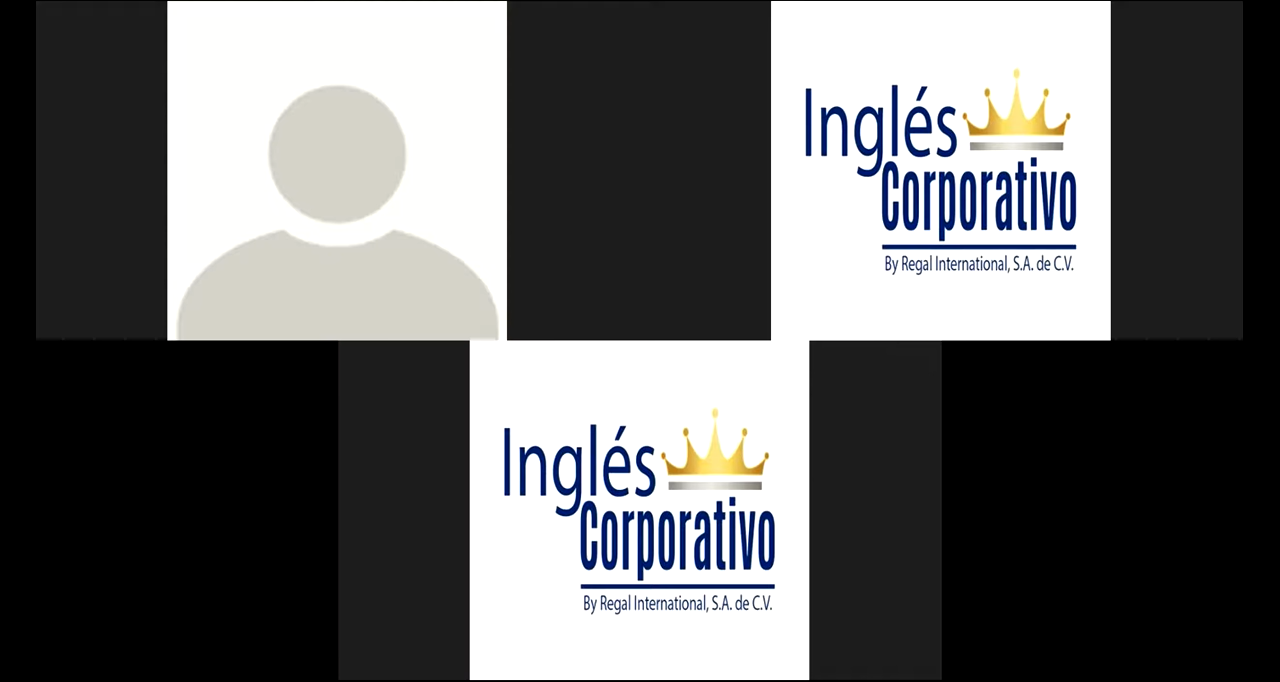 Inglés
Corporativo
By Regal International, S.A. de C.V.
Inglés
Corporativo
By Regal International, S.A. de C.V.